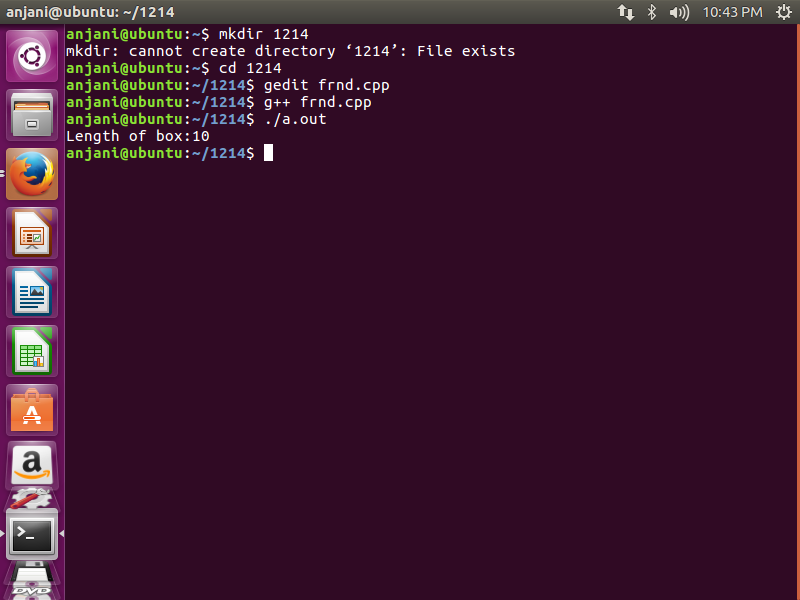 anjani@ubuntu: ~/1214
10:43 PM
anjani@ubuntu:~$ mkdir 1214
mkdir: cannot create directory ‘1214’: File exists
anjani@ubuntu:~$ cd 1214
anjani@ubuntu:~/1214$ gedit frnd.cpp
anjani@ubuntu:~/1214$ g++ frnd.cpp
anjani@ubuntu:~/1214$ ./a.out
Length of box:10
anjani@ubuntu:~/1214$
A
a
>_
DVD